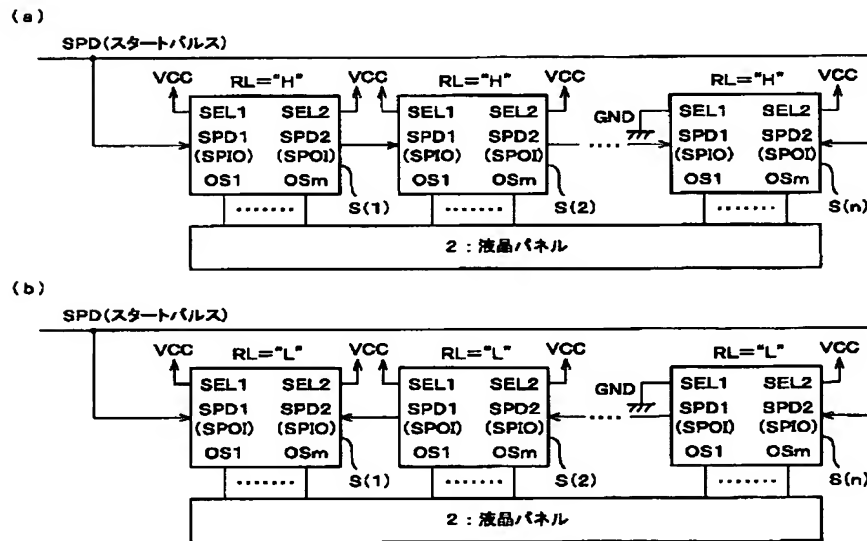 (a)
SPD(スタートパルス)
VCC RL="H" VCC VCC RL="H" VCC RL="H" VCC
SEL1 SEL2 SEL1 SEL2 GND SEL1 SEL2
SPD1 SPD2 SPD1 SPD2 SPD1 SPD2
(SPIO) (SPOI) (SPIO) (SPOI) (SPIO) (SPOI)
OS1 OSm OS1 OSm OS1 OSm
S(1) S(2) S(n)
2 : 液晶パネル
(b)
SPD(スタートパルス)
VCC RL="L" VCC VCC RL="L" VCC RL="L" VCC
SEL1 SEL2 SEL1 SEL2 GND SEL1 SEL2
SPD1 SPD2 SPD1 SPD2 SPD1 SPD2
(SPOI) (SPIO) (SPOI) (SPIO) (SPOI) (SPIO)
OS1 OSm OS1 OSm OS1 OSm
S(1) S(2) S(n)
2 : 液晶パネル